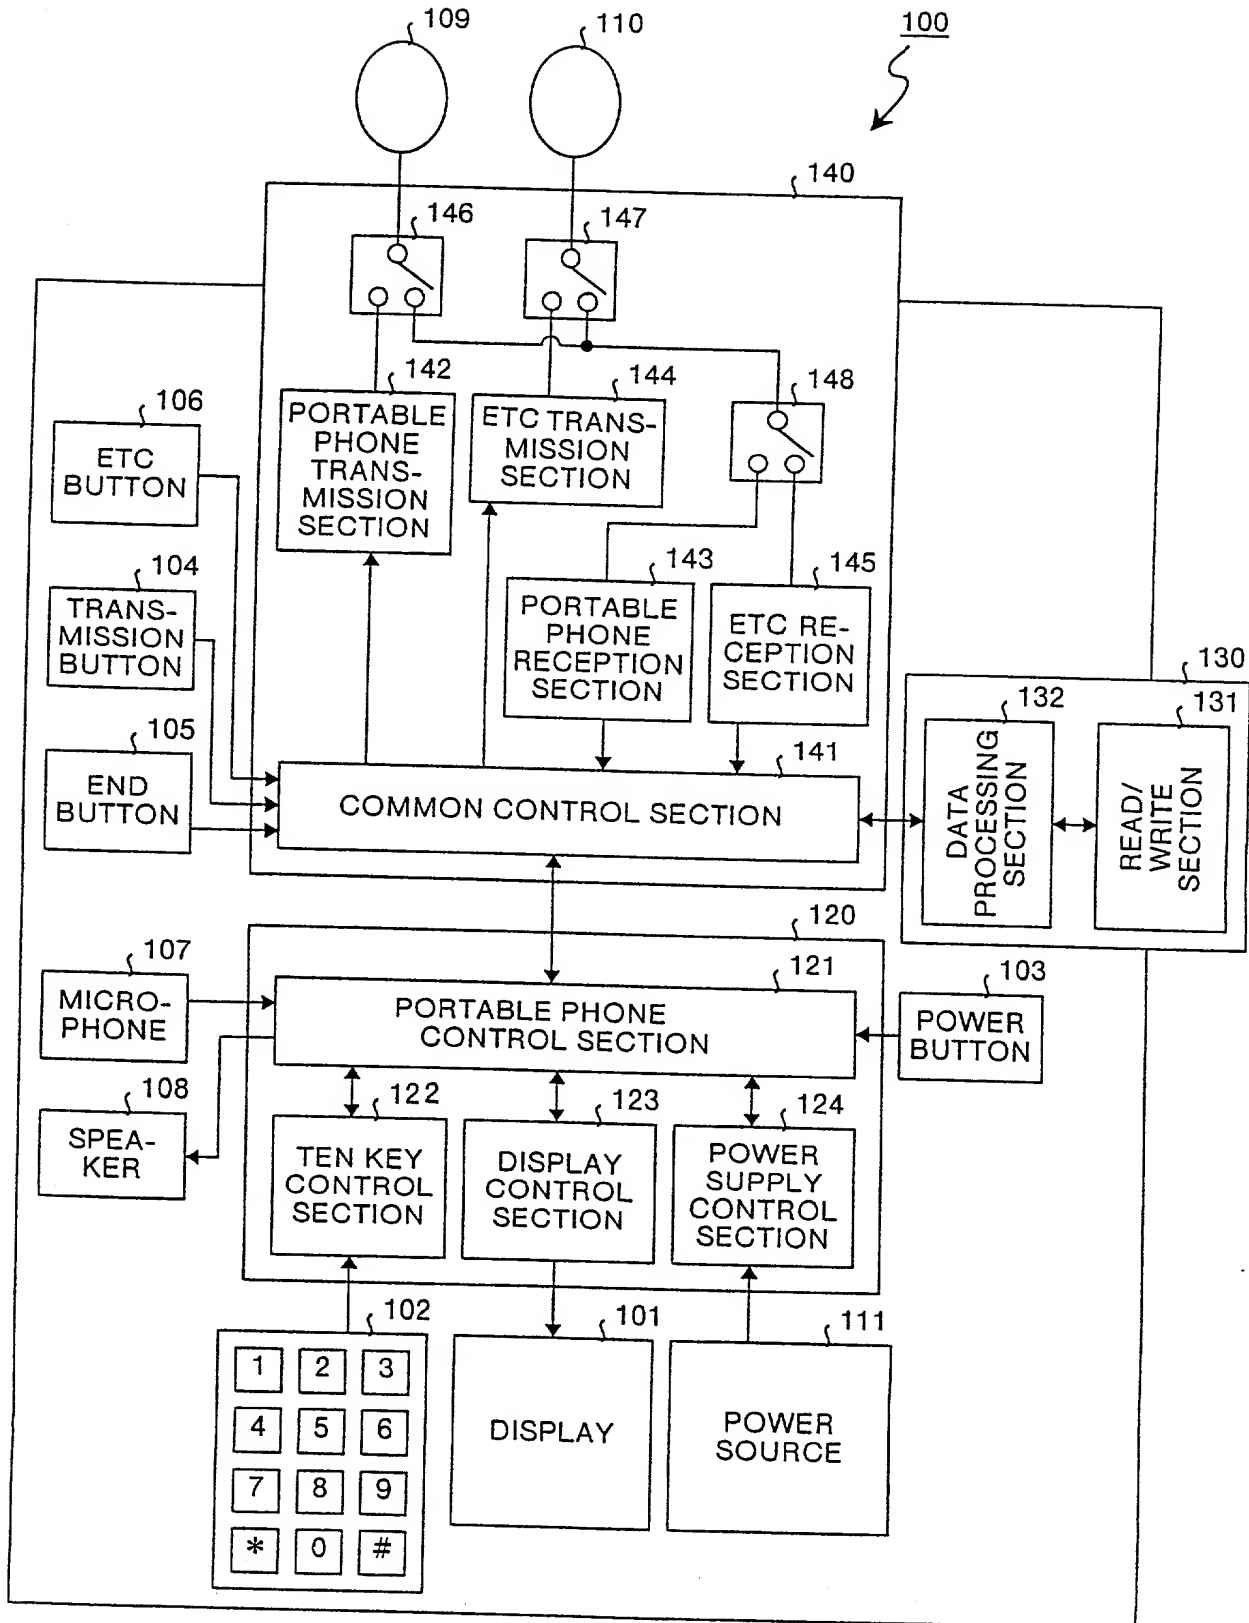 109
110
100
140
146
147
142
144
148
106
PORTABLE
PHONE
TRANS-
MISSION
SECTION
ETC TRANS-
MISSION
SECTION
ETC
BUTTON
104
143
145
TRANS-
MISSION
BUTTON
PORTABLE
PHONE
RECEPTION
SECTION
ETC RE-
CEPTION
SECTION
130
132
131
105
141
END
BUTTON
COMMON CONTROL SECTION
DATA
PROCESSING
SECTION
READ/
WRITE
SECTION
120
107
121
103
MICRO-
PHONE
PORTABLE PHONE
CONTROL SECTION
POWER
BUTTON
108
122
123
124
SPEA-
KER
TEN KEY
CONTROL
SECTION
DISPLAY
CONTROL
SECTION
POWER
SUPPLY
CONTROL
SECTION
102
101
111
1 2 3
4 5 6
7 8 9
* 0 #
DISPLAY
POWER
SOURCE